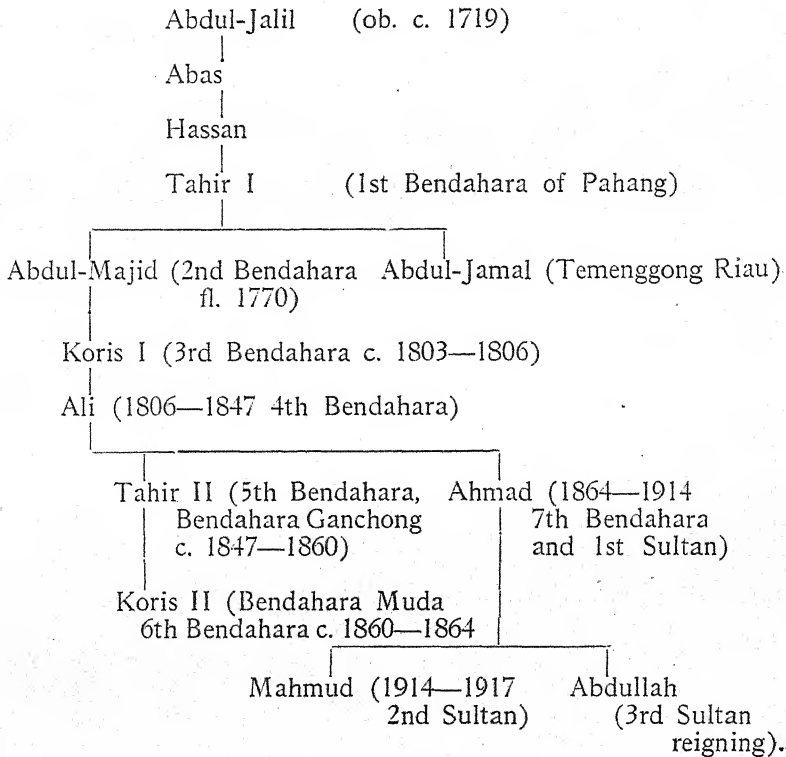 Abdul-Jalil (ob. c. 1719)
Abas
Hassan
Tahir I (1st Bendahara of Pahang)
Abdul-Majid (2nd Bendahara fl. 1770)
Abdul-Jamal (Temenggong Riau)
Koris I (3rd Bendahara c. 1803—1806)
Ali (1806—1847 4th Bendahara)
Tahir II (5th Bendahara,
Bendahara Ganchong
c. 1847—1860)
Ahmad (1864—1914
7th Bendahara
and 1st Sultan)
Koris II (Bendahara Muda
6th Bendahara c. 1860—1864
Mahmud (1914—1917
2nd Sultan)
Abdullah
(3rd Sultan
reigning).